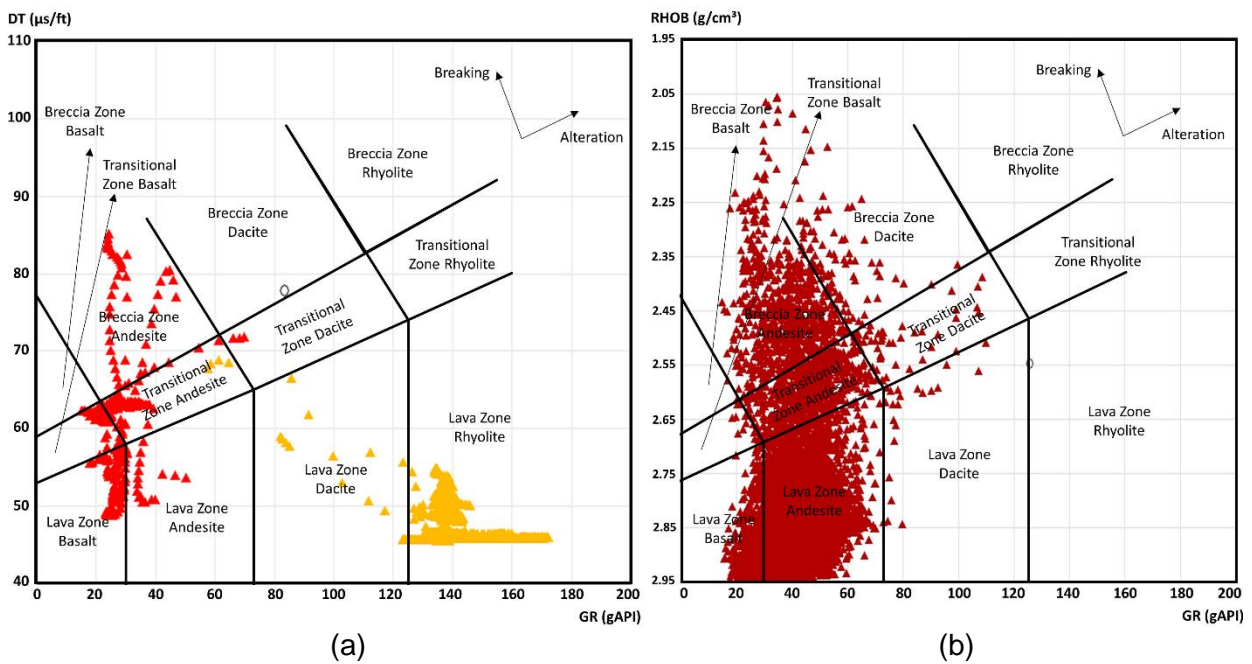 DT (µs/ft)
110
100
90
80
70
60
50
40
0
20
40
60
80
100
120
140
160
180
200
GR (gAPI)
Breaking
Alteration
Breccia Zone
Basalt
Transitional
Zone Basalt
Breccia Zone
Rhyolite
Breccia Zone
Dacite
Transitional
Zone Rhyolite
Breccia Zone
Andesite
Transitional
Zone Dacite
Transitional
Zone Andesite
Lava Zone
Rhyolite
Lava Zone
Dacite
Lava Zone
Andesite
Lava Zone
Basalt
(a)
RHOB (g/cm³)
1.95
2.05
2.15
2.25
2.35
2.45
2.55
2.65
2.75
2.85
2.95
0
20
40
60
80
100
120
140
160
180
200
GR (gAPI)
Breaking
Alteration
Transitional
Zone Basalt
Breccia Zone
Basalt
Breccia Zone
Rhyolite
Breccia Zone
Dacite
Transitional
Zone Rhyolite
Breccia Zone
Andesite
Transitional
Zone Dacite
Transitional
Zone Andesite
Lava Zone
Rhyolite
Lava Zone
Dacite
Lava Zone
Andesite
Lava Zone
Basalt
(b)